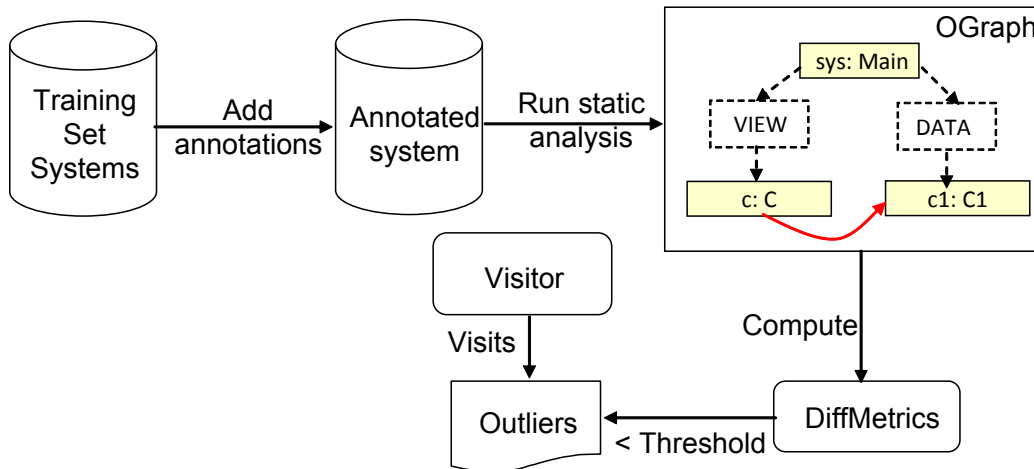 OGraph
sys: Main
Training
Set
Systems
Add
annotations
Annotated
system
Run static
analysis
VIEW
DATA
c: C
c1: C1
Visitor
Visits
Compute
Outliers
< Threshold
DiffMetrics